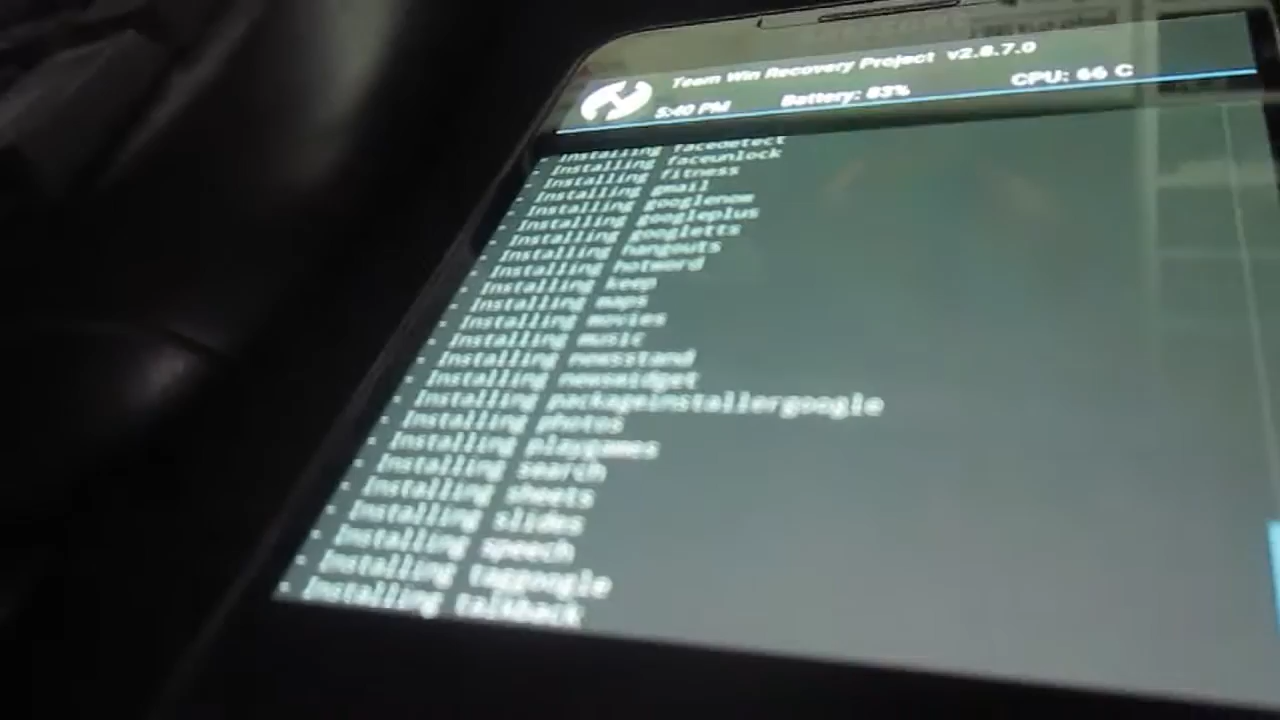 Team Win Recovery Project v2.8.7.0
5:40 PM Battery: 83% CPU: 66 C
- Installing facedetect
- Installing faceunlock
- Installing fitness
- Installing gmail
- Installing googlenow
- Installing googleplus
- Installing googletts
- Installing hangouts
- Installing hotword
- Installing keep
- Installing maps
- Installing movies
- Installing music
- Installing newsstand
- Installing newswidget
- Installing packageinstallergoogle
- Installing photos
- Installing playgames
- Installing search
- Installing sheets
- Installing slides
- Installing speech
- Installing taggoogle
- Installing talkback